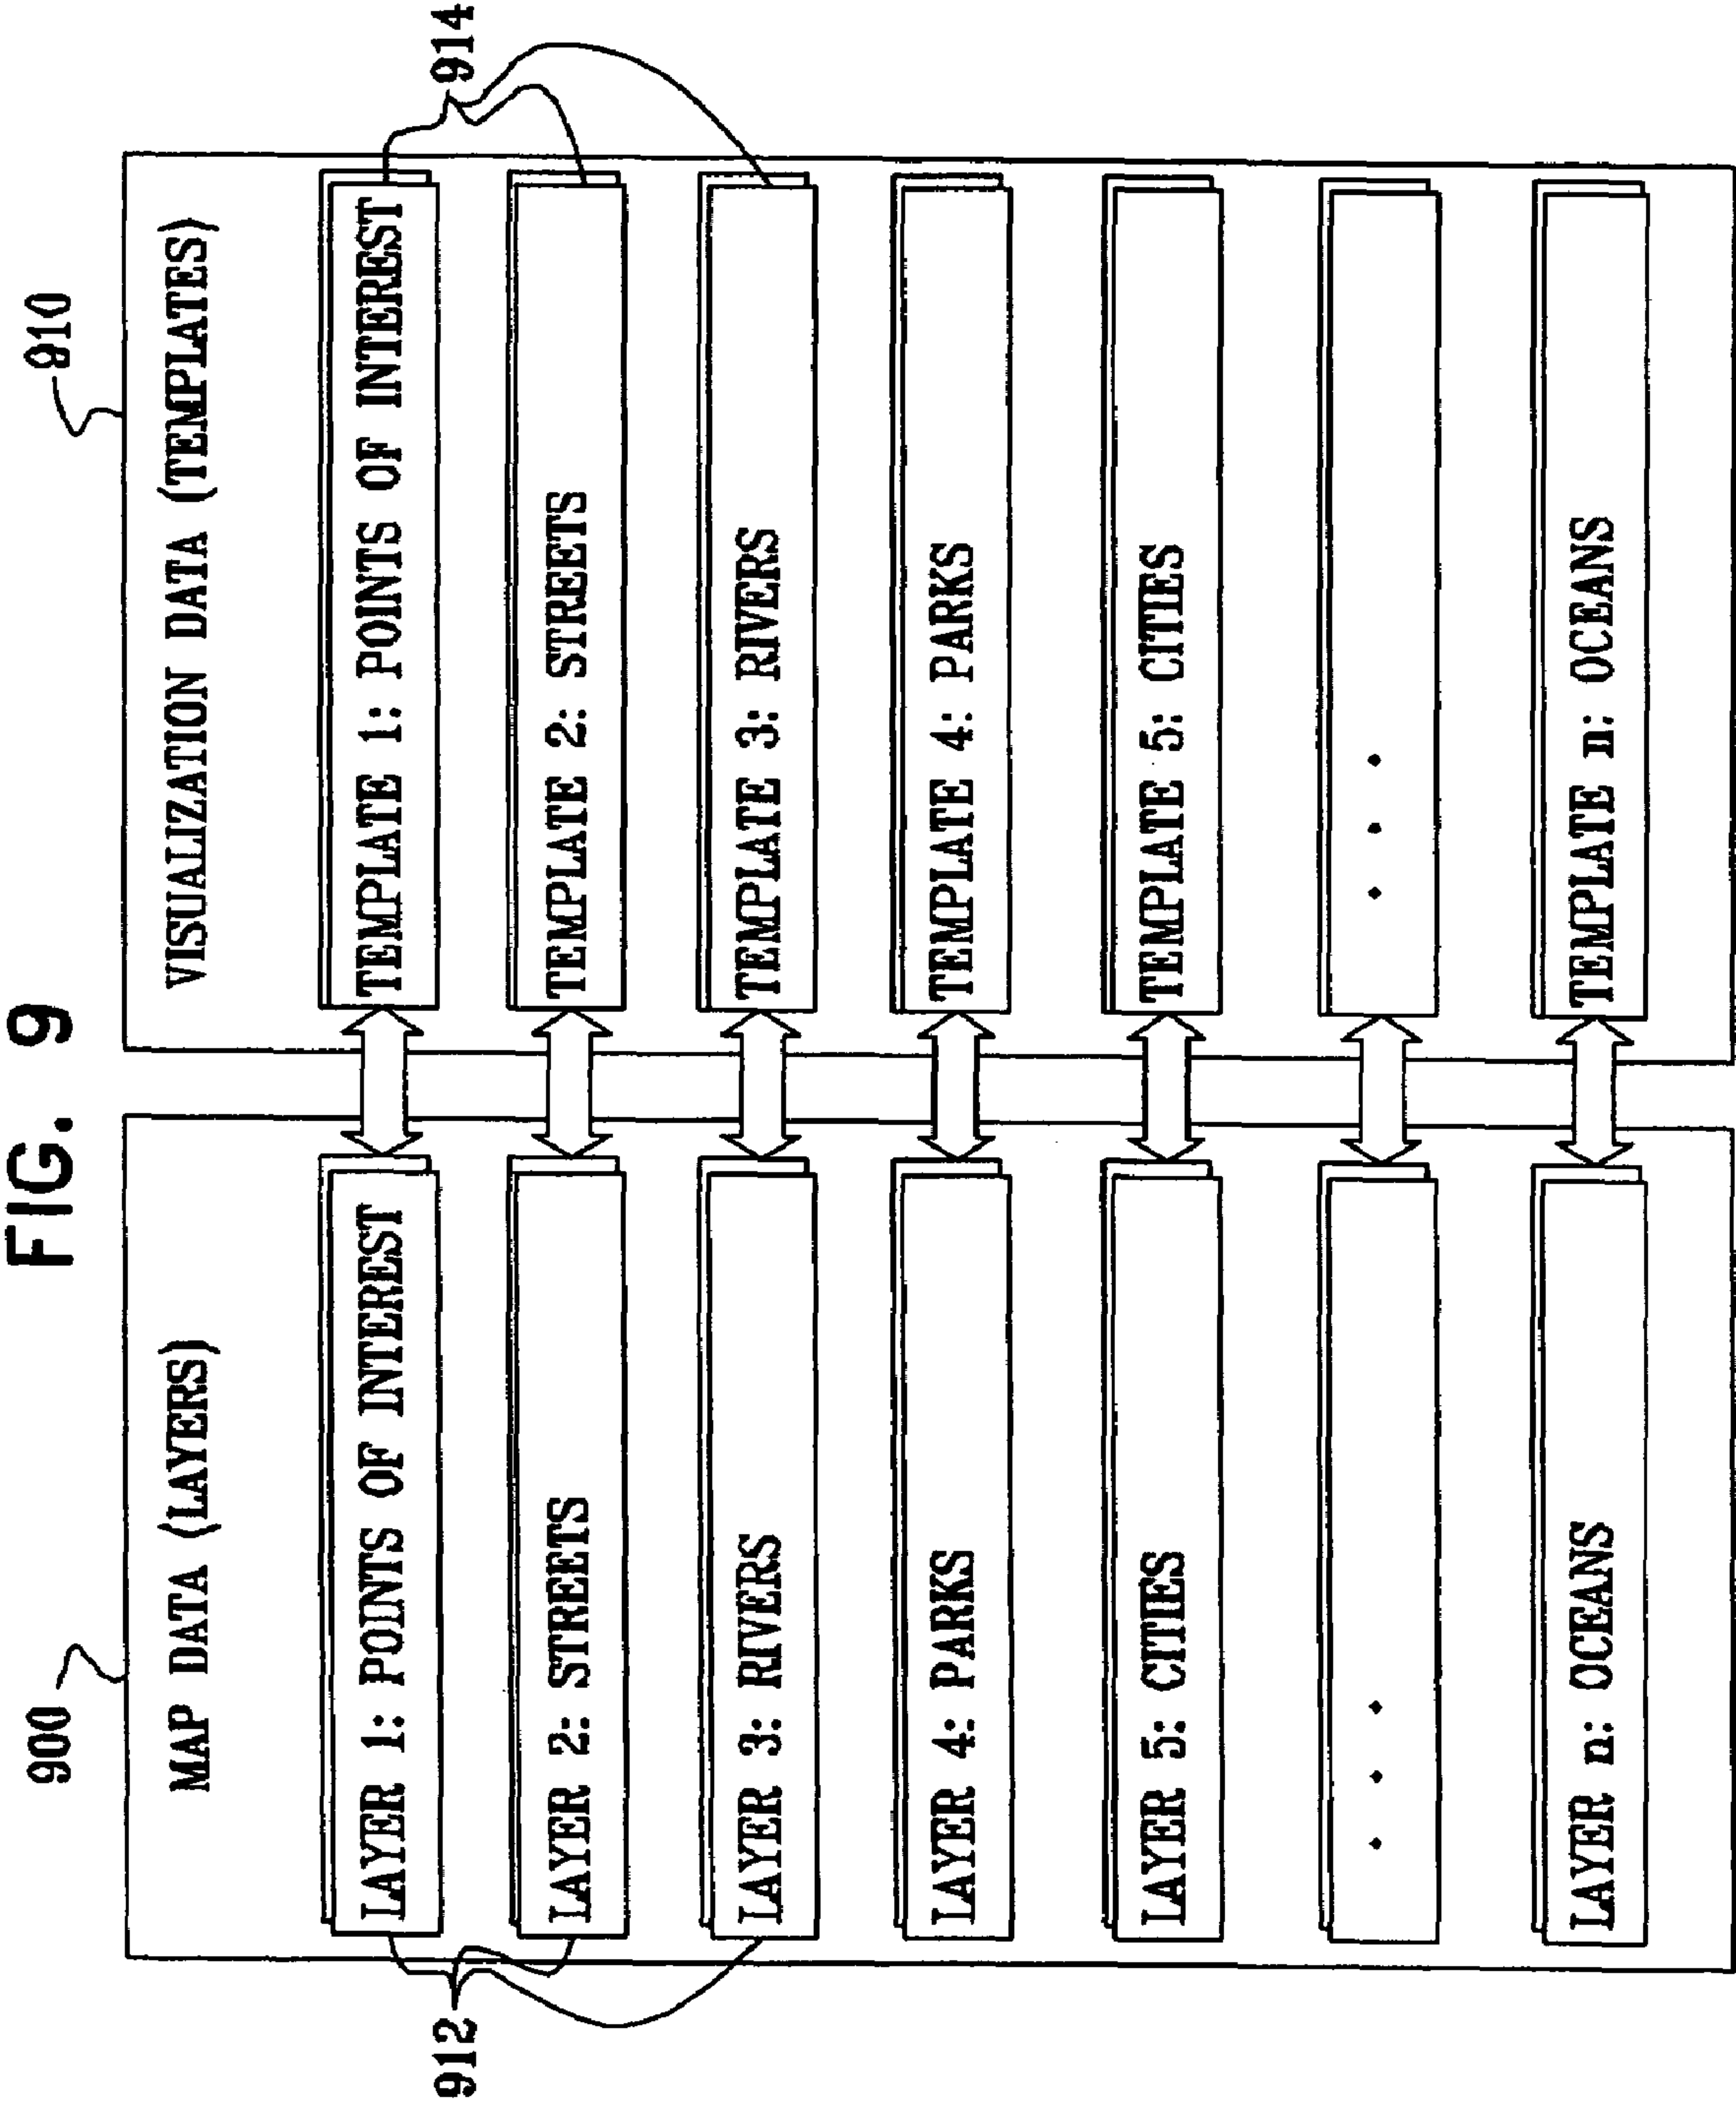 FIG. 9
900
910
MAP DATA (LAYERS)
LAYER 1: POINTS OF INTEREST
LAYER 2: STREETS
LAYER 3: RIVERS
LAYER 4: PARKS
LAYER 5: CITIES
. . .
LAYER n: OCEANS
912
VISUALIZATION DATA (TEMPLATES)
TEMPLATE 1: POINTS OF INTEREST
TEMPLATE 2: STREETS
TEMPLATE 3: RIVERS
TEMPLATE 4: PARKS
TEMPLATE 5: CITIES
. . .
TEMPLATE n: OCEANS
914